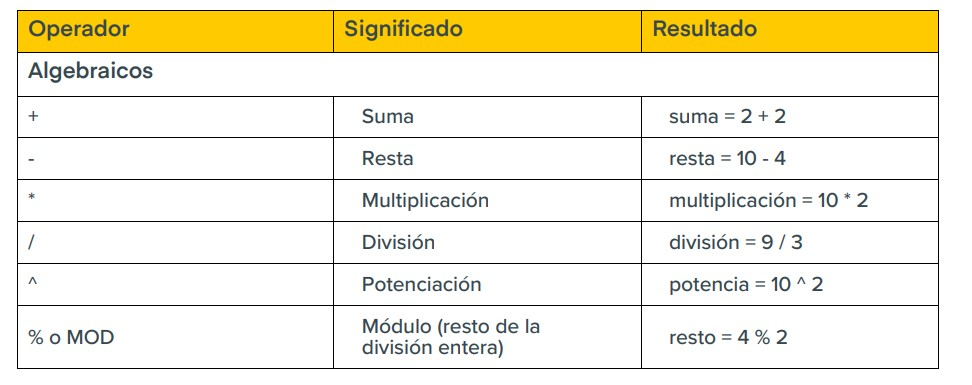 Operador Significado Resultado
Algebraicos
+ Suma suma = 2 + 2
- Resta resta = 10 - 4
* Multiplicación multiplicación = 10 * 2
/ División división = 9 / 3
^ Potenciación potencia = 10 ^ 2
% o MOD Módulo (resto de la
división entera) resto = 4 % 2